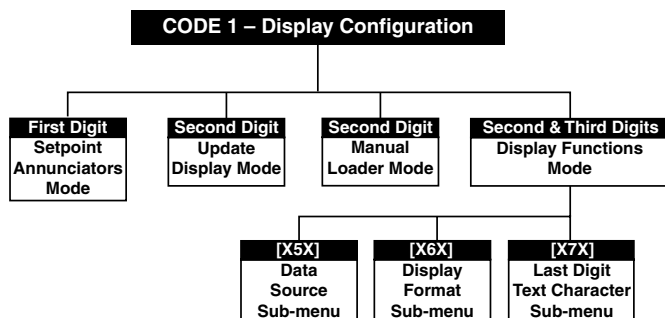 CODE 1 – Display Configuration
First Digit
Setpoint
Annunciators
Mode
Second Digit
Update
Display Mode
Second Digit
Manual
Loader Mode
Second & Third Digits
Display Functions
Mode
[X5X]
Data
Source
Sub-menu
[X6X]
Display
Format
Sub-menu
[X7X]
Last Digit
Text Character
Sub-menu